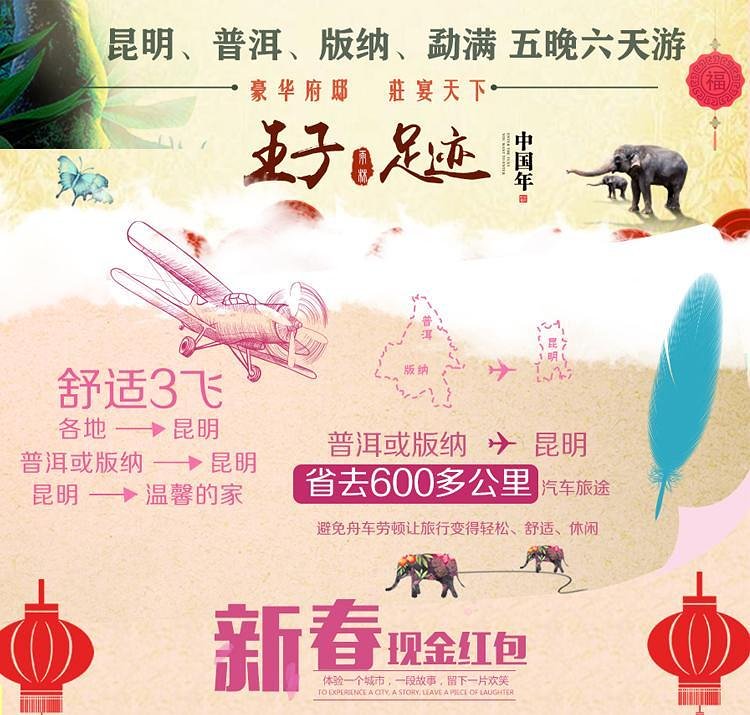 昆明、普洱、版纳、勐满 五晚六天游
豪华府邸 莊宴天下
福
王子 雨林 足迹 中国年
普洱
版纳
昆明
舒适3飞
各地 昆明
普洱或版纳 昆明
昆明 温馨的家
普洱或版纳 昆明
省去600多公里 汽车旅途
避免舟车劳顿让旅行变得轻松、舒适、休闲
新春现金红包
体验一个城市,一段故事,留下一片欢笑
TO EXPERIENCE A CITY, A STORY, LEAVE A PIECE OF LAUGHTER